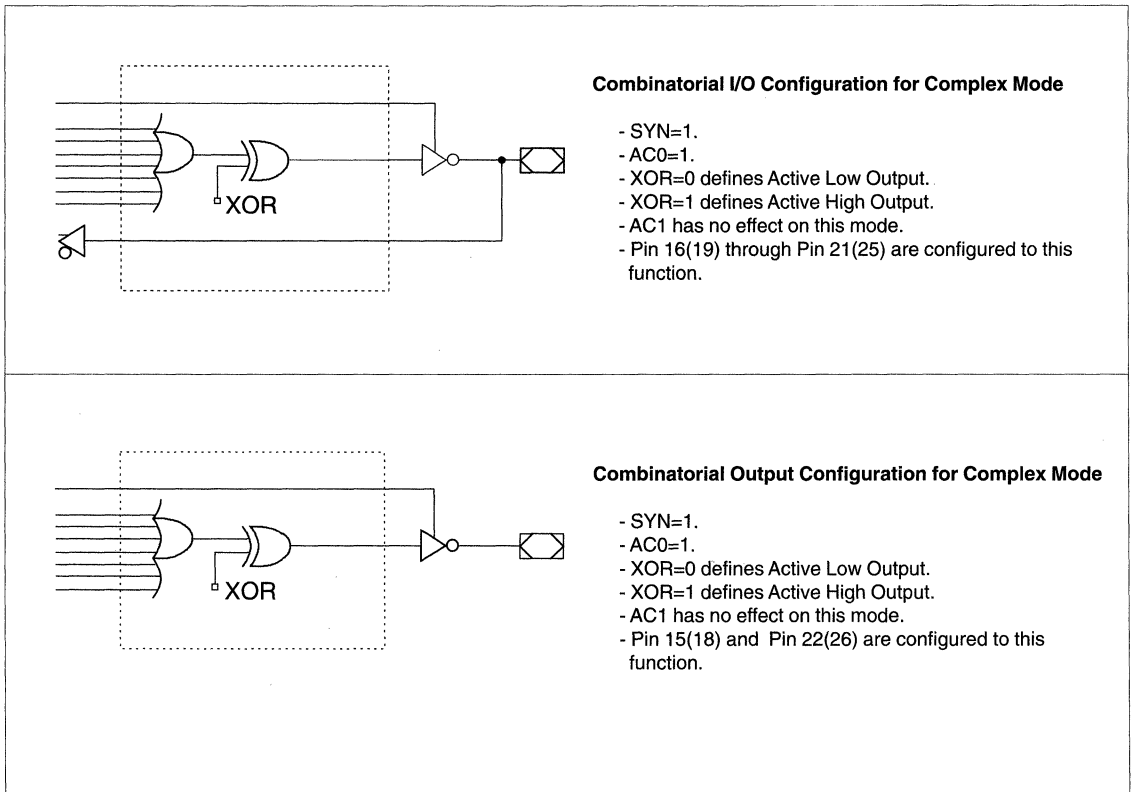 Combinatorial I/O Configuration for Complex Mode
- SYN=1.
- AC0=1.
- XOR=0 defines Active Low Output.
- XOR=1 defines Active High Output.
- AC1 has no effect on this mode.
- Pin 16(19) through Pin 21(25) are configured to this
function.
XOR
Combinatorial Output Configuration for Complex Mode
- SYN=1.
- AC0=1.
- XOR=0 defines Active Low Output.
- XOR=1 defines Active High Output.
- AC1 has no effect on this mode.
- Pin 15(18) and Pin 22(26) are configured to this
function.
XOR